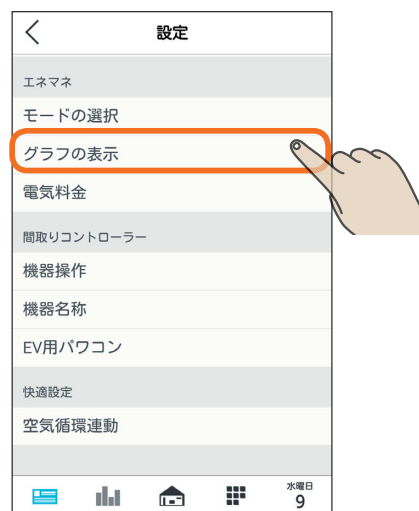 設定
エネマネ
モードの選択
グラフの表示
電気料金
間取りコントローラー
機器操作
機器名称
EV用パワコン
快適設定
空気循環連動
水曜日
9